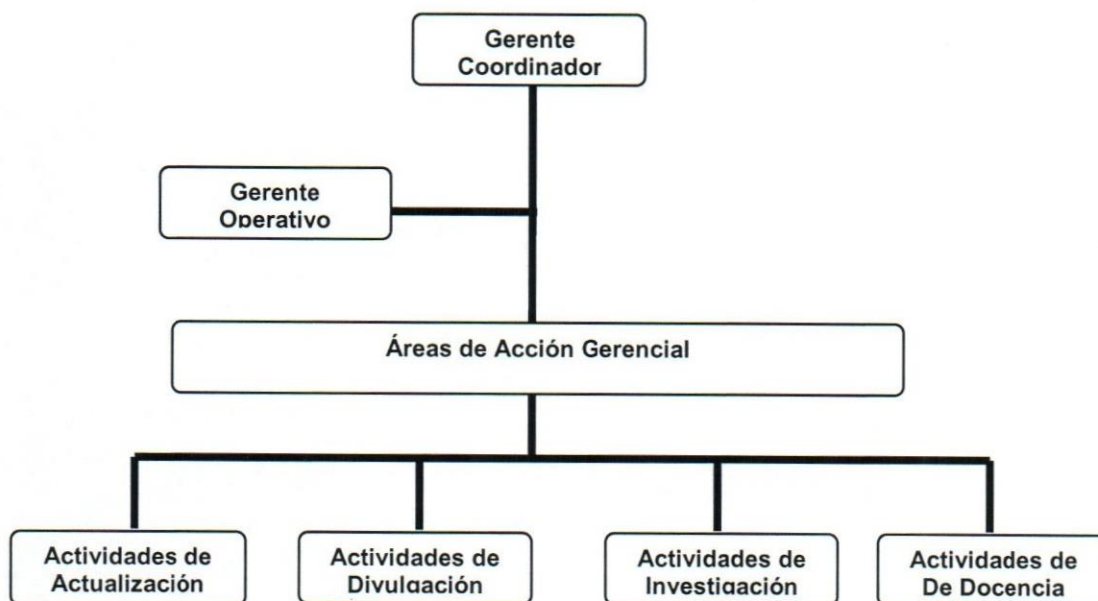 Gerente
Coordinador
Gerente
Operativo
Áreas de Acción Gerencial
Actividades de
Actualización
Actividades de
Divulgación
Actividades de
Investigación
Actividades de
De Docencia